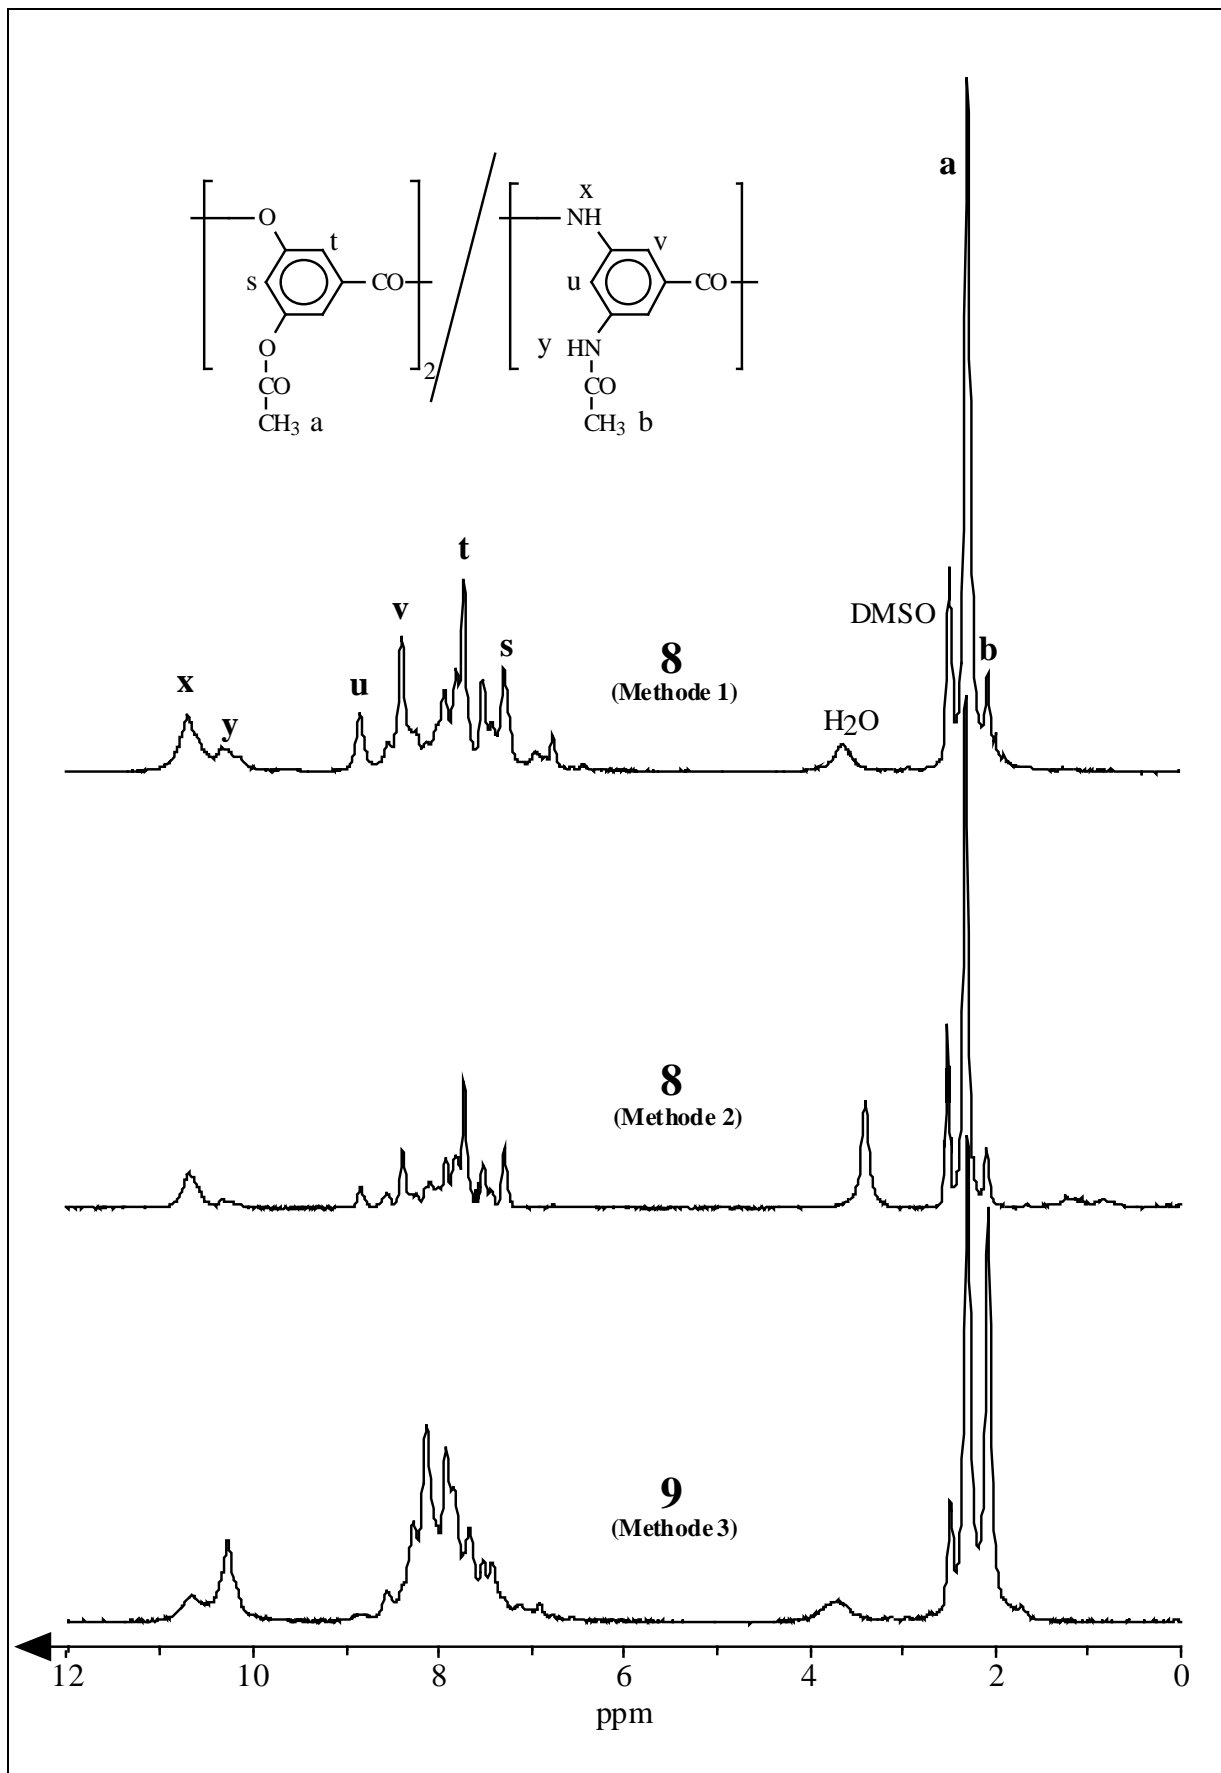 a
x
O NH
t v
s CO u CO
O y HN
2
CO CO
CH3 a CH3 b
t
v
DMSO
s 8 b
x u (Methode 1)
y H2O
8
(Methode 2)
9
(Methode 3)
12 10 8 6 4 2 0
ppm